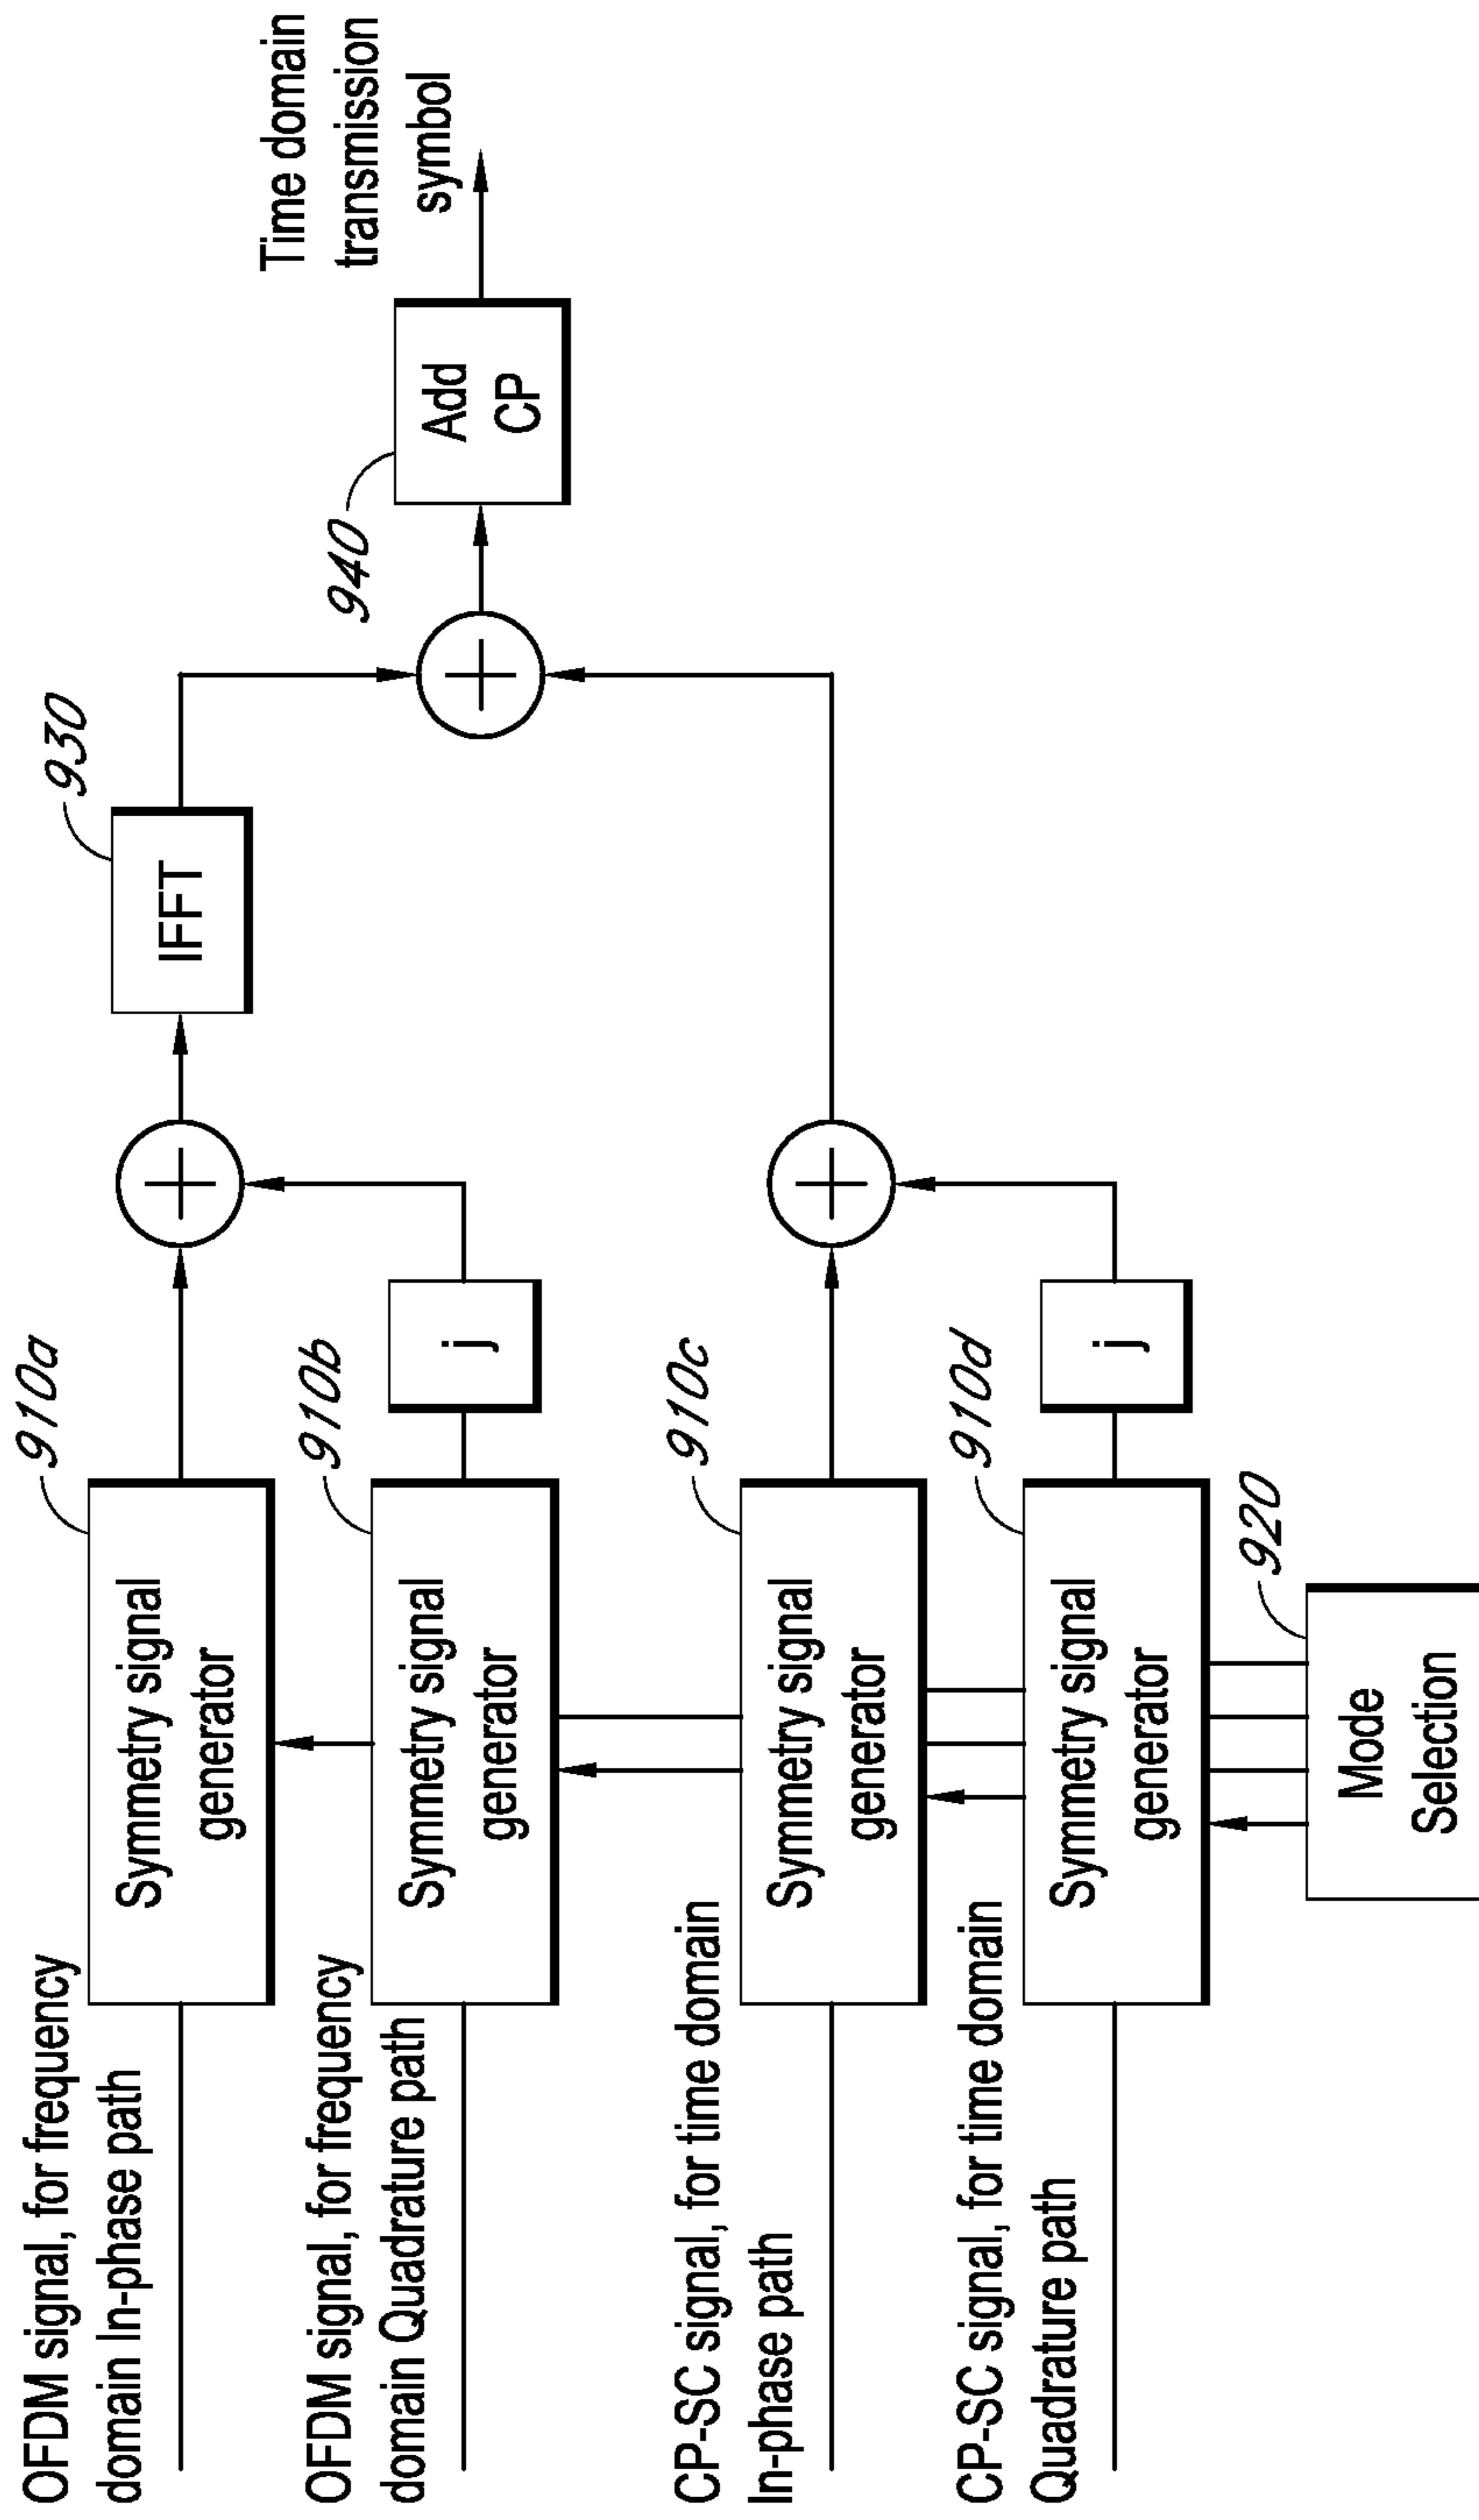 OFDM signal, for frequency
domain In-phase path
910a
Symmetry signal
generator
930
IFFT
OFDM signal, for frequency
domain Quadrature path
910b
Symmetry signal
generator
j
940
Add
CP
Time domain
transmission
symbol
CP-SC signal, for time domain
In-phase path
910c
Symmetry signal
generator
CP-SC signal, for time domain
Quadrature path
910d
Symmetry signal
generator
j
920
Mode
Selection